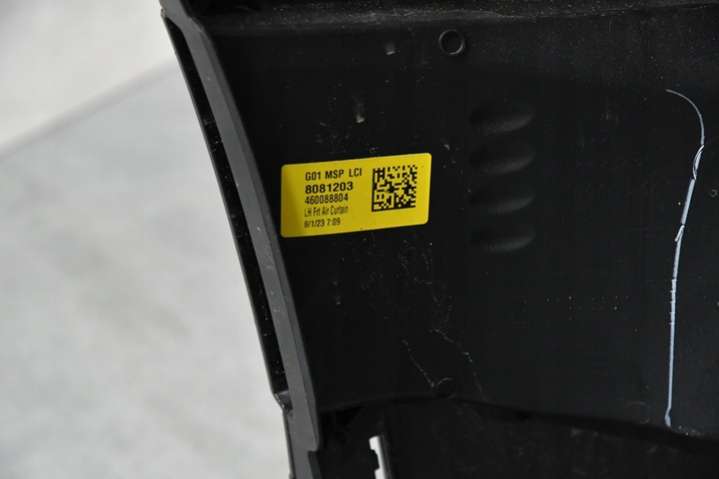 G01 MSP LCI
8081203
460088804
LH Frt Air Curtain
8/1/23 7:09